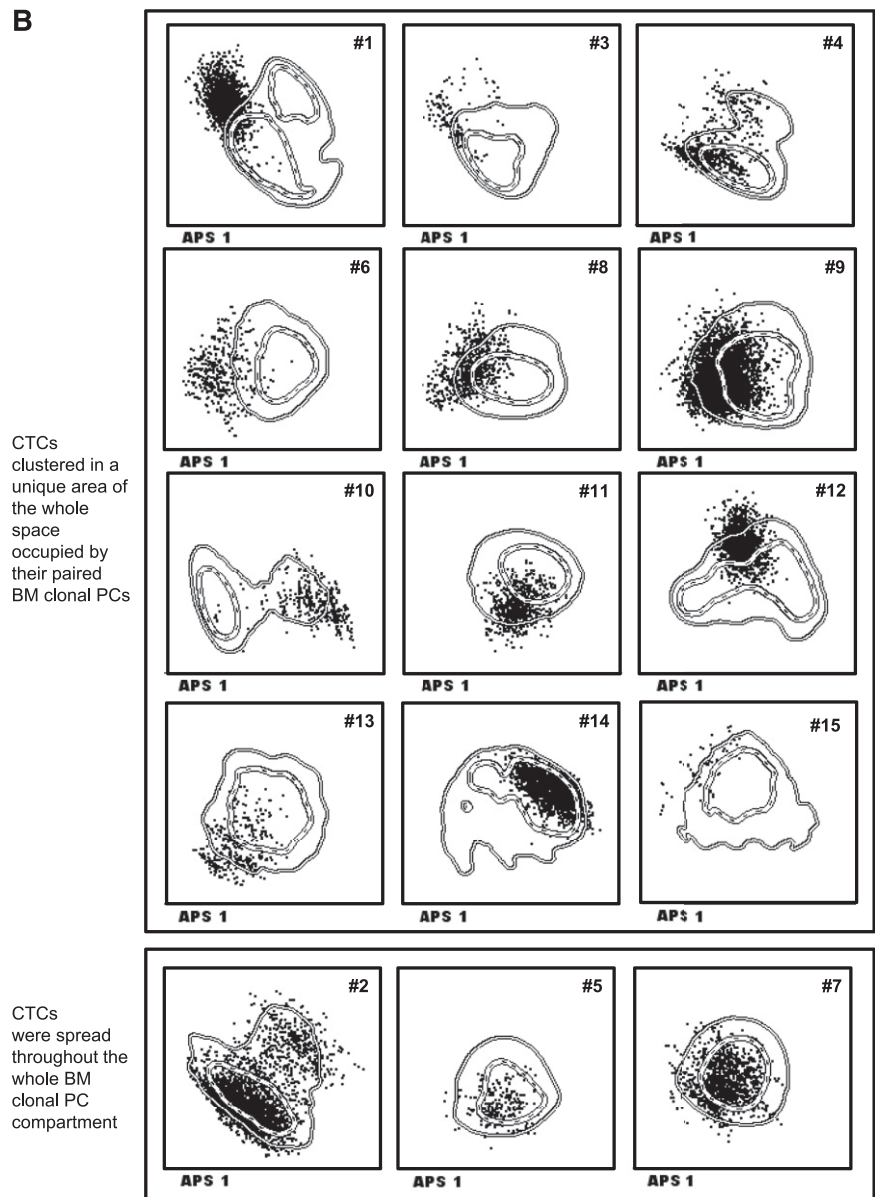 B
#1
#3
#4
APS 1
APS 1
APS 1
#6
#8
#9
APS 1
APS 1
APS 1
CTCs
clustered in a
unique area of
the whole
space
occupied by
their paired
BM clonal PCs
#10
#11
#12
APS 1
APS 1
APS 1
#13
#14
#15
APS 1
APS 1
APS 1
CTCs
were spread
throughout the
whole BM
clonal PC
compartment
#2
#5
#7
APS 1
APS 1
APS 1